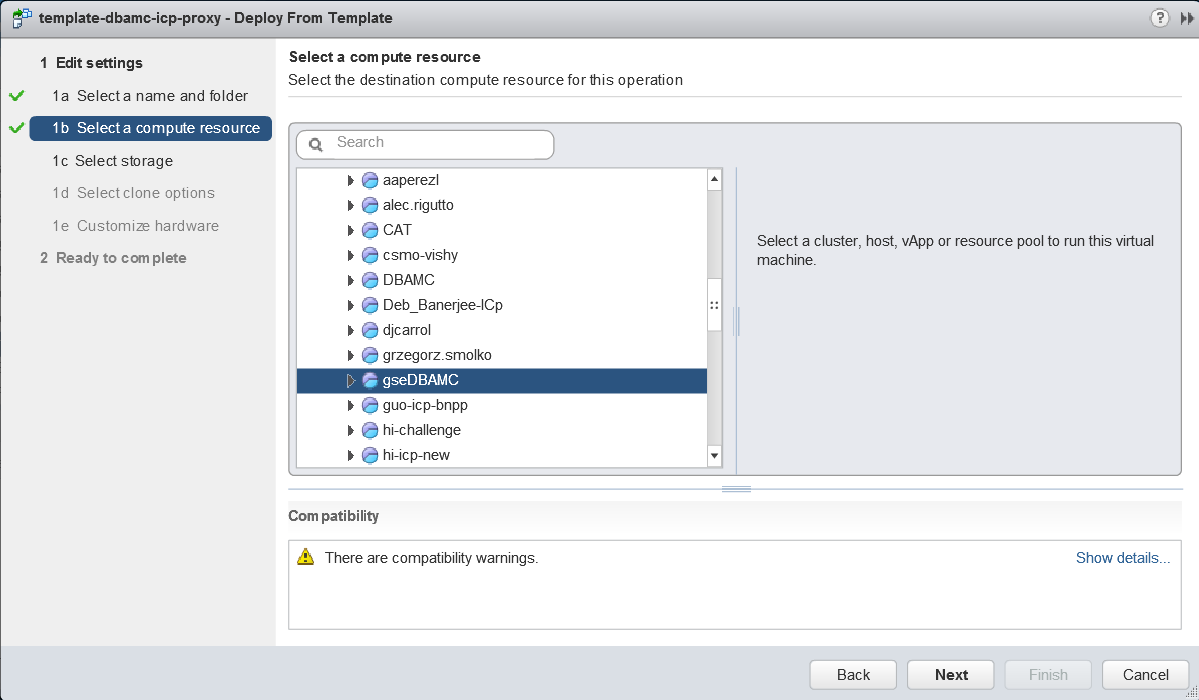 template-dbamc-icp-proxy - Deploy From Template
1 Edit settings
1a Select a name and folder
1b Select a compute resource
1c Select storage
1d Select clone options
1e Customize hardware
2 Ready to complete
Select a compute resource
Select the destination compute resource for this operation
Search
aaperezl
alec.rigutto
CAT
csmo-vishy
DBAMC
Deb_Banerjee-ICp
djcarrol
grzegorz.smolko
gseDBAMC
guo-icp-bnpp
hi-challenge
hi-icp-new
Select a cluster, host, vApp or resource pool to run this virtual
machine.
Compatibility
There are compatibility warnings.
Show details...
Back
Next
Finish
Cancel